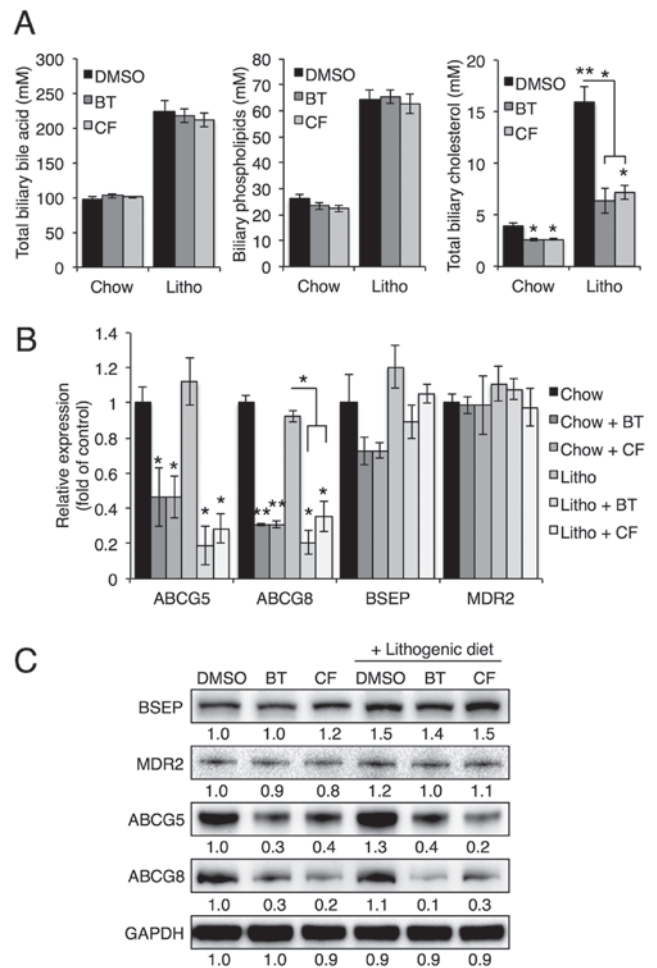 A
Total biliary bile acid (mM)
300
250
200
150
100
50
0
DMSO
BT
CF
Chow Litho
Biliary phospholipids (mM)
80
70
60
50
40
30
20
10
0
DMSO
BT
CF
Chow Litho
Total biliary cholesterol (mM)
20
15
10
5
0
DMSO
BT
CF
** *
*
* *
Chow Litho
B
Relative expression
(fold of control)
1.4
1.2
1
0.8
0.6
0.4
0.2
0
* *
* *
*
** **
* *
ABCG5 ABCG8 BSEP MDR2
Chow
Chow + BT
Chow + CF
Litho
Litho + BT
Litho + CF
C
+ Lithogenic diet
DMSO BT CF DMSO BT CF
BSEP
1.0 1.0 1.2 1.5 1.4 1.5
MDR2
1.0 0.9 0.8 1.2 1.0 1.1
ABCG5
1.0 0.3 0.4 1.3 0.4 0.2
ABCG8
1.0 0.3 0.2 1.1 0.1 0.3
GAPDH
1.0 1.0 0.9 0.9 0.9 0.9